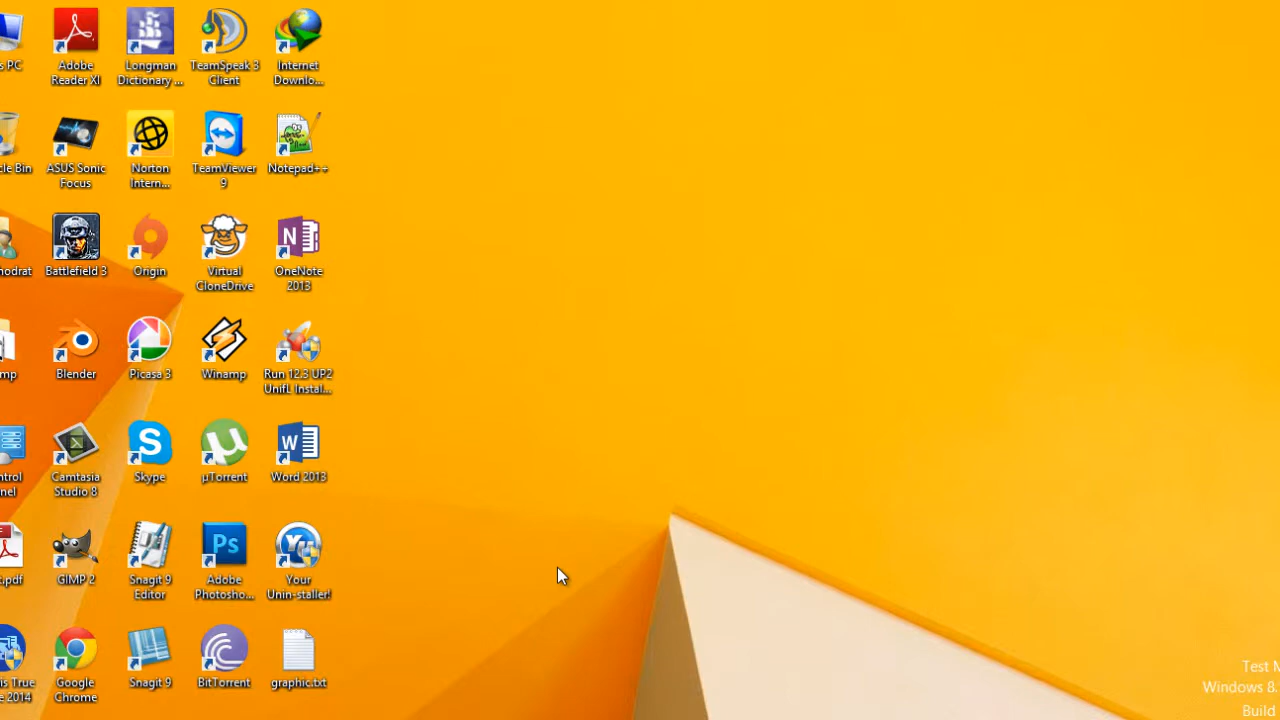 s PC
Adobe
Reader XI
Longman
Dictionary ...
TeamSpeak 3
Client
Internet
Downlo...
cle Bin
ASUS Sonic
Focus
Norton
Intern...
TeamViewer
9
Notepad++
nodrat
Battlefield 3
Origin
Virtual
CloneDrive
OneNote
2013
mp
Blender
Picasa 3
Winamp
Run 12.3 UP2
UnifL Instal...
ntrol
nel
Camtasia
Studio 8
Skype
µTorrent
Word 2013
t.pdf
GIMP 2
Snagit 9
Editor
Adobe
Photosho...
Your
Unin-staller!
is True
e 2014
Google
Chrome
Snagit 9
BitTorrent
graphic.txt
Test M
Windows 8.
Build